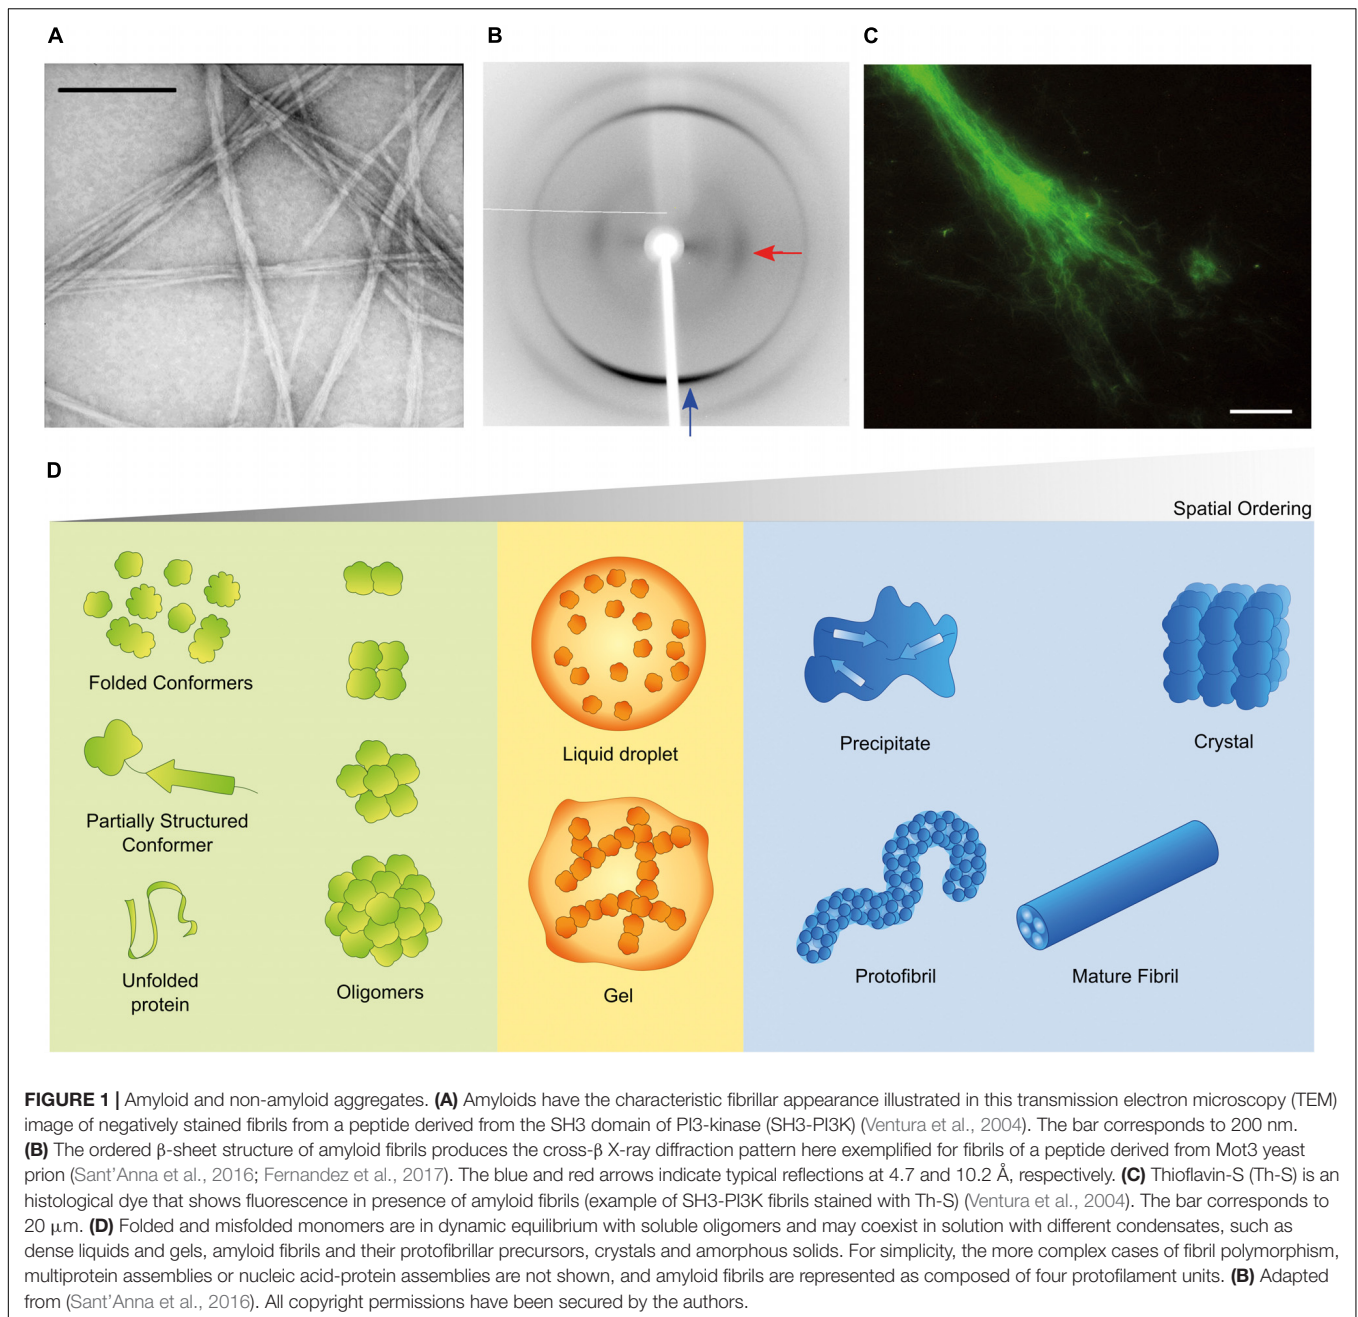 A
B
C
D
Spatial Ordering
Folded Conformers
Partially Structured
Conformer
Unfolded
protein
Oligomers
Liquid droplet
Gel
Precipitate
Crystal
Protofibril
Mature Fibril
FIGURE 1 | Amyloid and non-amyloid aggregates. (A) Amyloids have the characteristic fibrillar appearance illustrated in this transmission electron microscopy (TEM)
image of negatively stained fibrils from a peptide derived from the SH3 domain of PI3-kinase (SH3-PI3K) (Ventura et al., 2004). The bar corresponds to 200 nm.
(B) The ordered β-sheet structure of amyloid fibrils produces the cross-β X-ray diffraction pattern here exemplified for fibrils of a peptide derived from Mot3 yeast
prion (Sant’Anna et al., 2016; Fernandez et al., 2017). The blue and red arrows indicate typical reflections at 4.7 and 10.2 Å, respectively. (C) Thioflavin-S (Th-S) is an
histological dye that shows fluorescence in presence of amyloid fibrils (example of SH3-PI3K fibrils stained with Th-S) (Ventura et al., 2004). The bar corresponds to
20 μm. (D) Folded and misfolded monomers are in dynamic equilibrium with soluble oligomers and may coexist in solution with different condensates, such as
dense liquids and gels, amyloid fibrils and their protofibrillar precursors, crystals and amorphous solids. For simplicity, the more complex cases of fibril polymorphism,
multiprotein assemblies or nucleic acid-protein assemblies are not shown, and amyloid fibrils are represented as composed of four protofilament units. (B) Adapted
from (Sant’Anna et al., 2016). All copyright permissions have been secured by the authors.